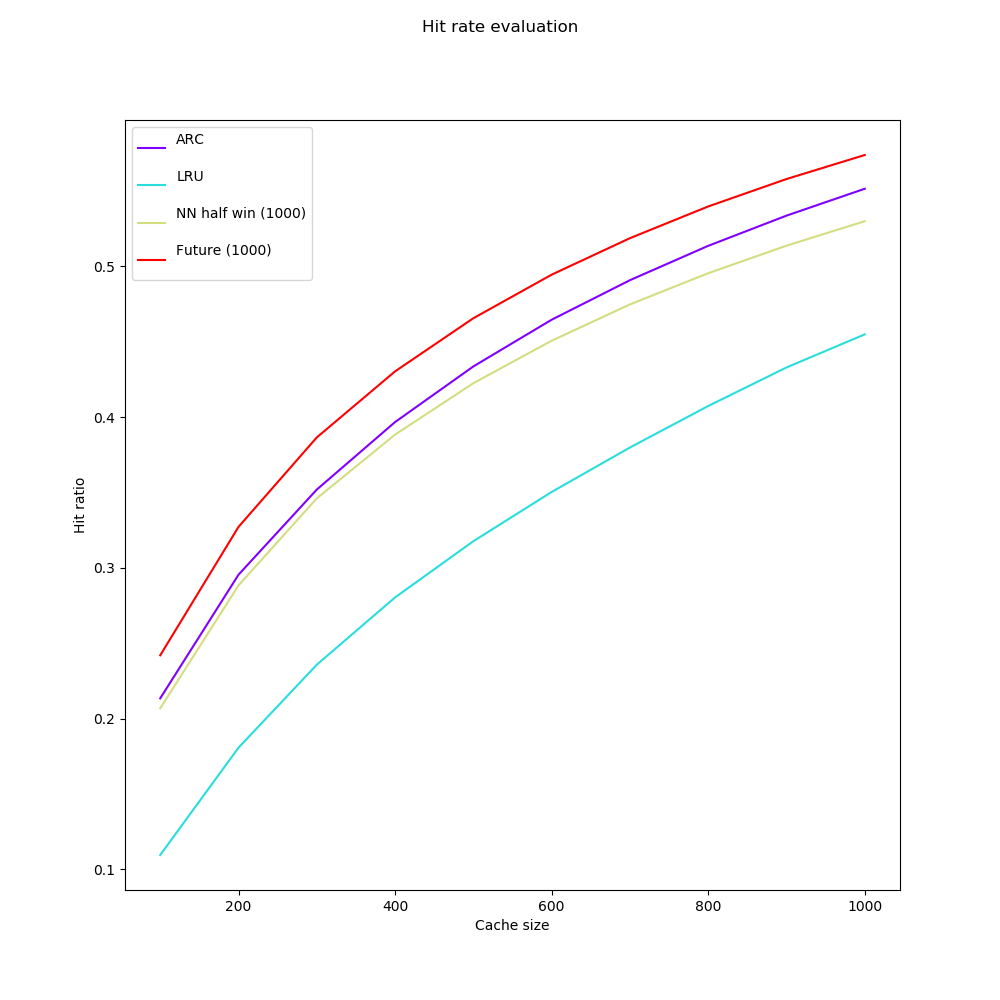 Hit rate evaluation
ARC
LRU
NN half win (1000)
Future (1000)
0.5
0.4
0.3
0.2
0.1
Hit ratio
200 400 600 800 1000
Cache size